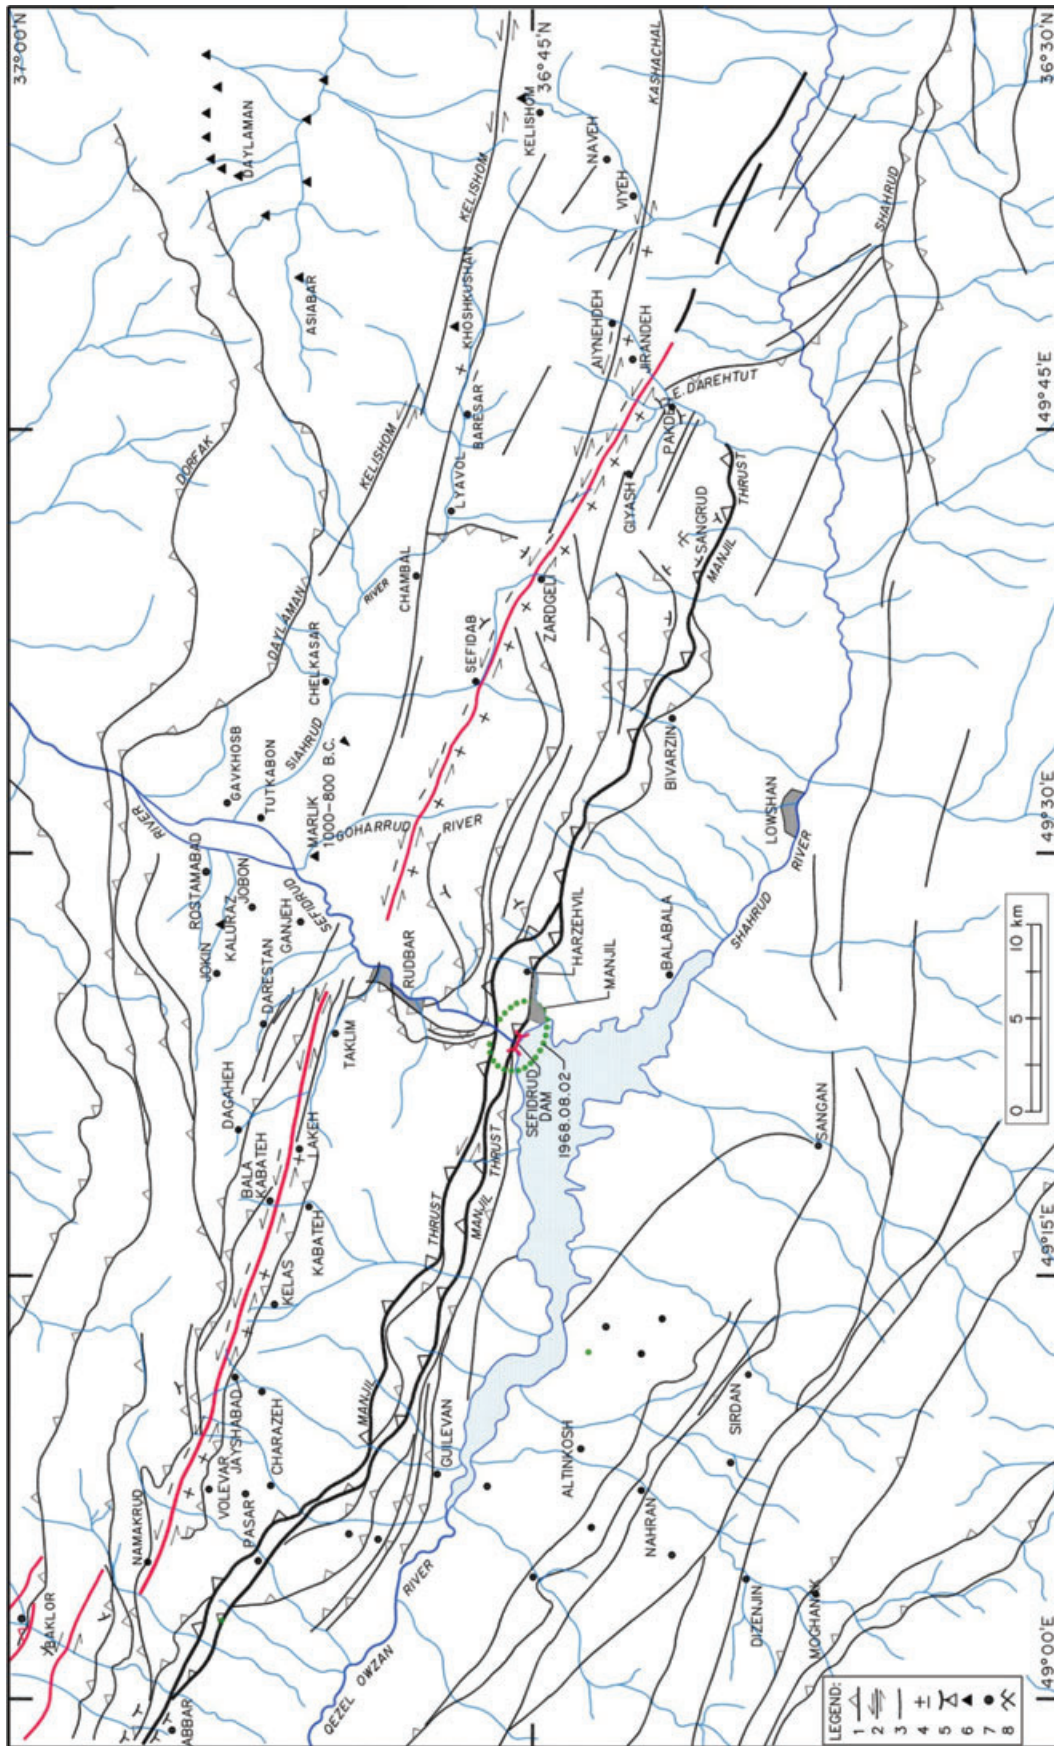 37°00'N
36°45'N
36°30'N
49°45'E
49°30'E
49°15'E
49°00'E
DAYLAMAN
ASIABAR
KELISHOM
KELISHOM
KASHACHAL
NAVEH
VIYEH
KHOSHKUSHAN
AIYNEHDEH
JIRANDEH
SHAHRUD
DORFAK
KELISHOM
BARESAR
LYAVOL
E. DAREHTUT
PAKDE
GIYASH
SANGRUD
MANJIL
THRUST
DAYLAMAN
RIVER
CHAMBAL
ZARDGELI
CHELKASAR
SEFIDAB
SIAHRUD
GAVKHOSB
TUTKABON
MARLIK
1000-800 B.C.
GOHARRUD
RIVER
BIVARZIN
LOWSHAN
RIVER
SHAHRUD
RIVER
ROSTAMABAD
JOBON
KALURAZ
JOKIN
GANJEH
SEFIDRUD
DARESTAN
RUDBAR
HARZEHVIL
MANJIL
BALABALA
TAKLIM
DAGAHEH
LAKEH
BALA
KABATEH
KABATEH
KELAS
SEFIDRUD
DAM
1968.08.02
THRUST
MANJIL
THRUST
MANJIL
SANGAN
0 5 10 km
JAYSHABAD
CHARAZEH
VOLEVAR
PASAR
NAMAKRUD
BAKLOR
ABBAR
GUILEVAN
ALTINKOSH
SIRDAN
NAHRAN
DIZENJIN
MOGHANAK
QEZEL OWZAN
RIVER
LEGEND:
1
2
3
4
5
6
7
8